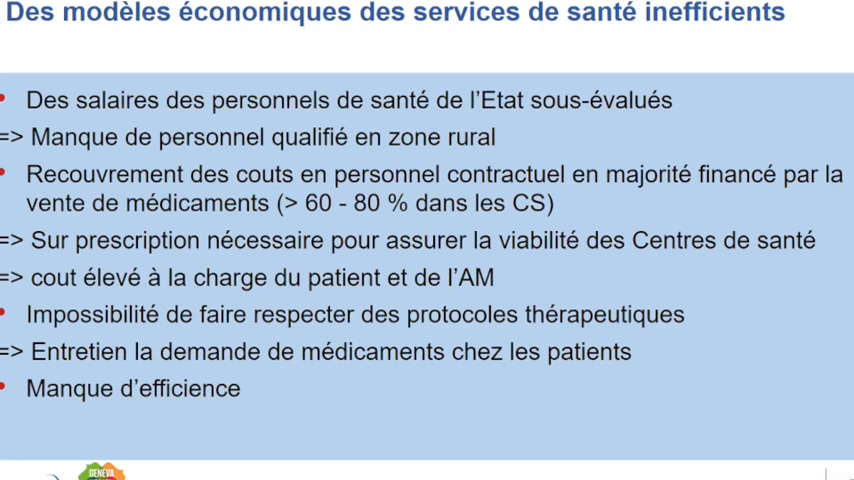 Des modèles économiques des services de santé inefficients
• Des salaires des personnels de santé de l'Etat sous-évalués
=> Manque de personnel qualifié en zone rural
• Recouvrement des couts en personnel contractuel en majorité financé par la
vente de médicaments (> 60 - 80 % dans les CS)
=> Sur prescription nécessaire pour assurer la viabilité des Centres de santé
=> cout élevé à la charge du patient et de l'AM
• Impossibilité de faire respecter des protocoles thérapeutiques
=> Entretien la demande de médicaments chez les patients
• Manque d'efficience
GENEVA